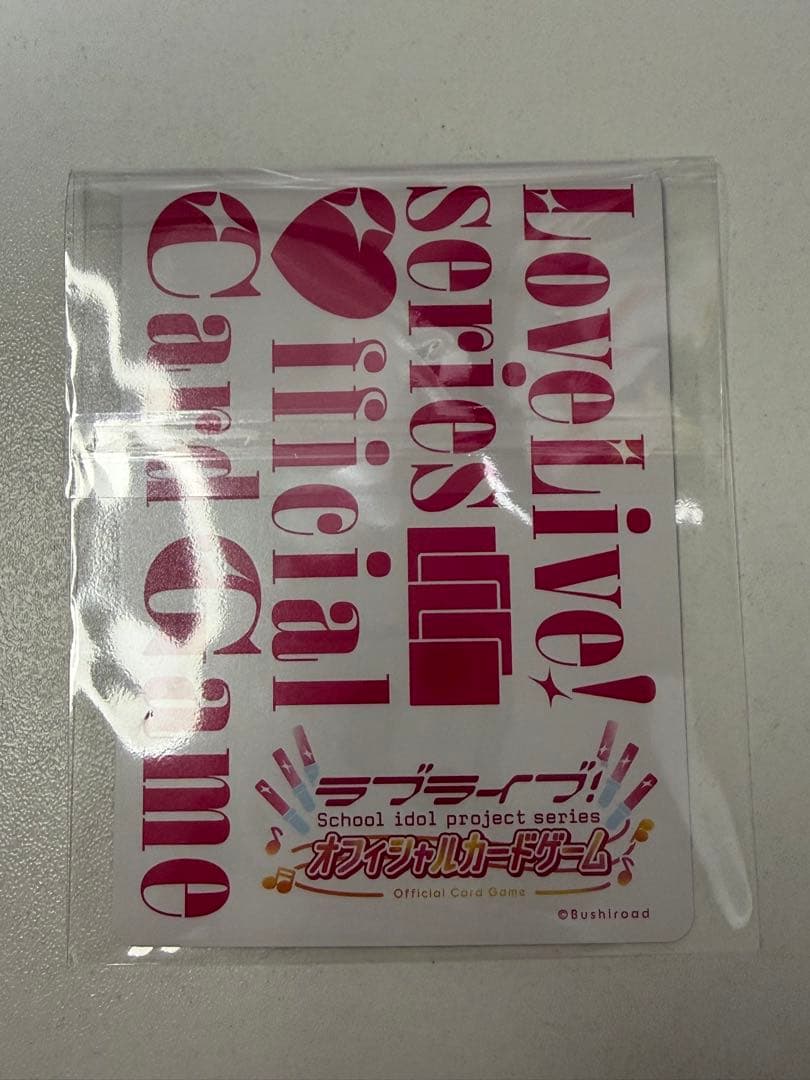 LoveLive!
series
♥fficial
Card Game
ラブライブ!
School idol project series
オフィシャルカードゲーム
Official Card Game
©Bushiroad